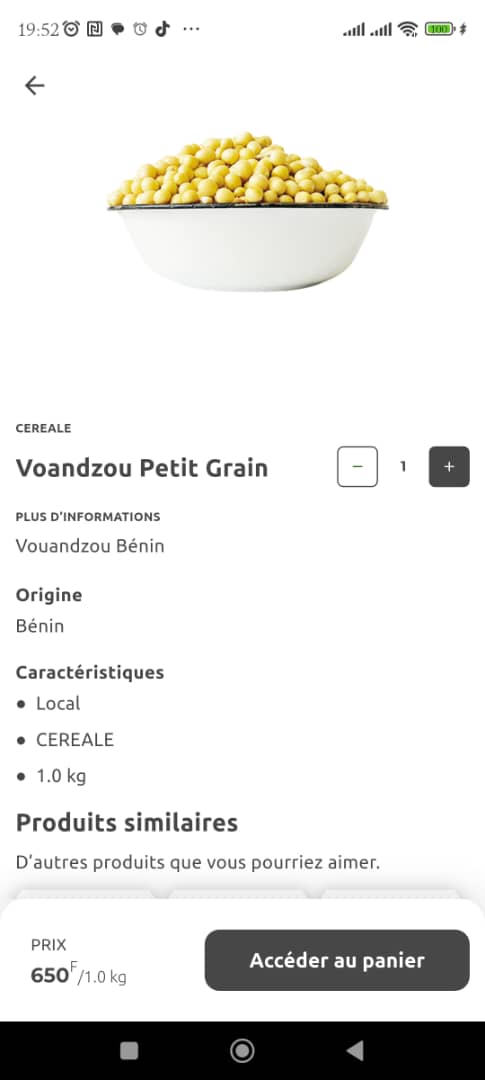 19:52
100
CEREALE
Voandzou Petit Grain
− 1 +
PLUS D'INFORMATIONS
Vouandzou Bénin
Origine
Bénin
Caractéristiques
• Local
• CEREALE
• 1.0 kg
Produits similaires
D'autres produits que vous pourriez aimer.
PRIX
650F/1.0 kg
Accéder au panier